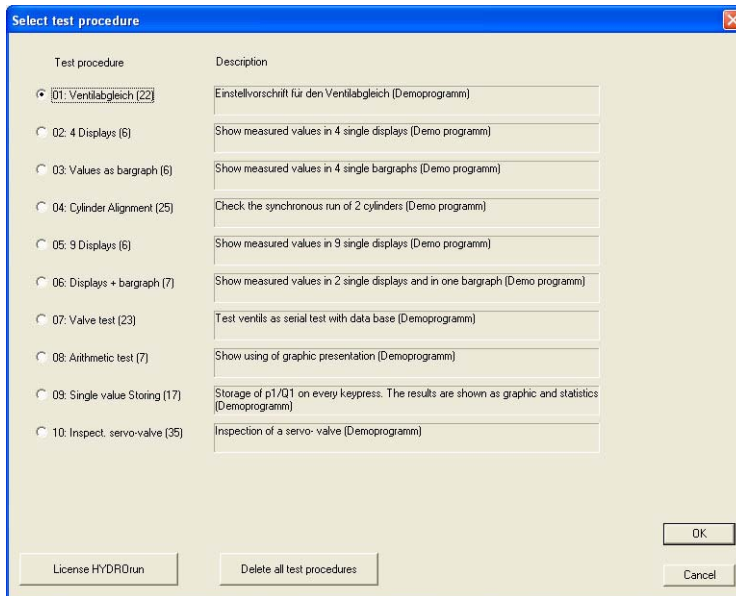 Select test procedure
Test procedure Description
01: Ventilabgleich (22) Einstellvorschrift für den Ventilabgleich (Demoprogramm)
02: 4 Displays (6) Show measured values in 4 single displays (Demo programm)
03: Values as bargraph (6) Show measured values in 4 single bargraphs (Demo programm)
04: Cylinder Alignment (25) Check the synchronous run of 2 cylinders (Demo programm)
05: 9 Displays (6) Show measured values in 9 single displays (Demo programm)
06: Displays + bargraph (7) Show measured values in 2 single displays and in one bargraph (Demo programm)
07: Valve test (23) Test ventils as serial test with data base (Demoprogramm)
08: Arithmetic test (7) Show using of graphic presentation (Demoprogramm)
09: Single value Storing (17) Storage of p1/Q1 on every keypress. The results are shown as graphic and statistics
(Demoprogramm)
10: Inspect. servo-valve (35) Inspection of a servo- valve (Demoprogramm)
OK
License HYDROrun Delete all test procedures
Cancel